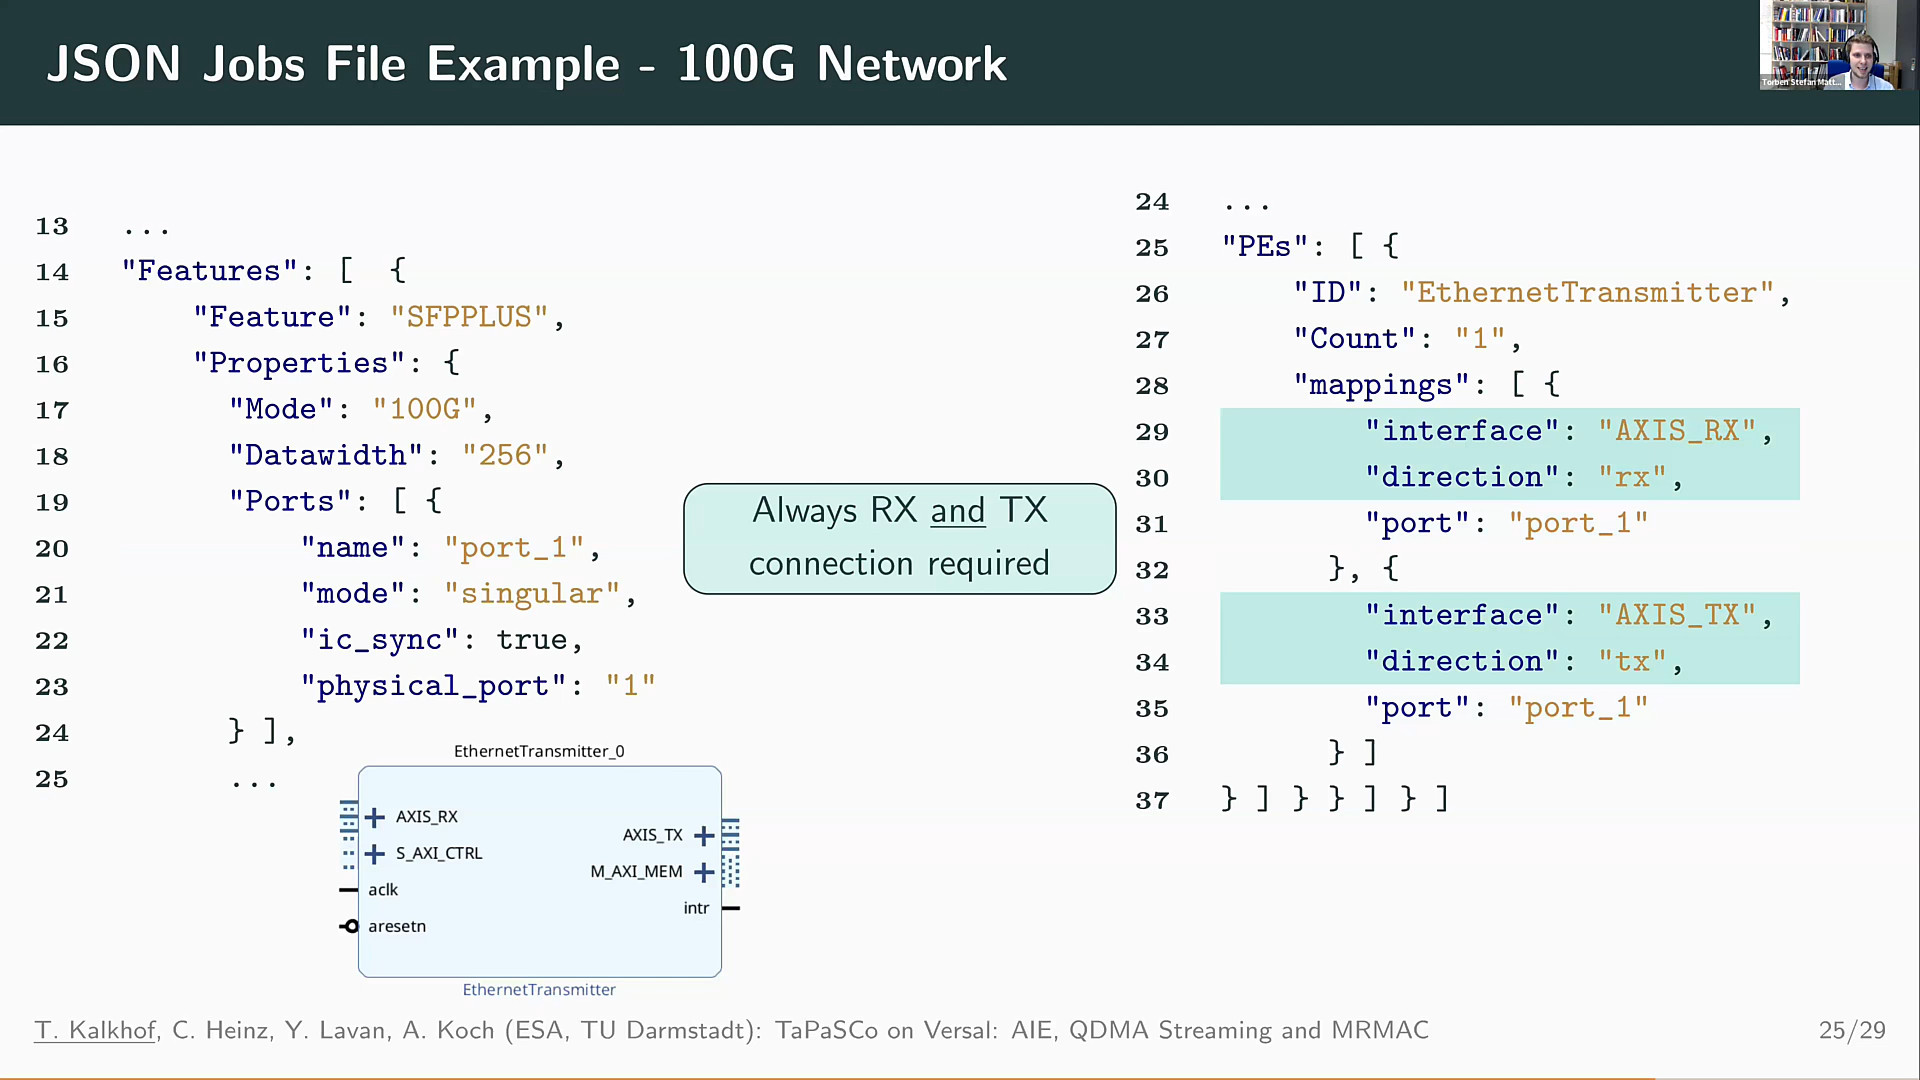 JSON Jobs File Example - 100G Network
13 ...
14 "Features": [ {
15 "Feature": "SFPPLUS",
16 "Properties": {
17 "Mode": "100G",
18 "Datawidth": "256",
19 "Ports": [ {
20 "name": "port_1",
21 "mode": "singular",
22 "ic_sync": true,
23 "physical_port": "1"
24 } ],
25 ...
Always RX and TX
connection required
24 ...
25 "PEs": [ {
26 "ID": "EthernetTransmitter",
27 "Count": "1",
28 "mappings": [ {
29 "interface": "AXIS_RX",
30 "direction": "rx",
31 "port": "port_1"
32 }, {
33 "interface": "AXIS_TX",
34 "direction": "tx",
35 "port": "port_1"
36 } ]
37 } ] } } ] } ]
EthernetTransmitter_0
AXIS_RX
S_AXI_CTRL
aclk
aresetn
AXIS_TX
M_AXI_MEM
intr
EthernetTransmitter
T. Kalkhof, C. Heinz, Y. Lavan, A. Koch (ESA, TU Darmstadt): TaPaSCo on Versal: AIE, QDMA Streaming and MRMAC
25/29
Torben Stefan Matt...